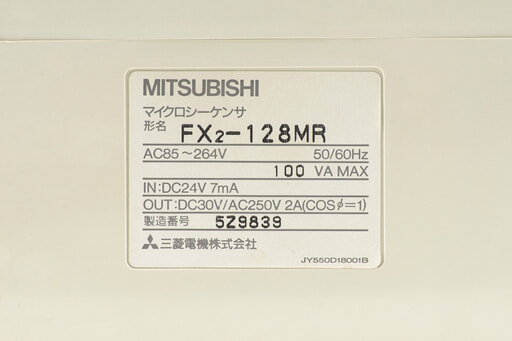 MITSUBISHI
マイクロシーケンサ
形名 FX2-128MR
AC85～264V 50/60Hz
100 VA MAX
IN:DC24V 7mA
OUT:DC30V/AC250V 2A(COSφ=1)
製造番号 5Z9839
三菱電機株式会社
JY550D18001B